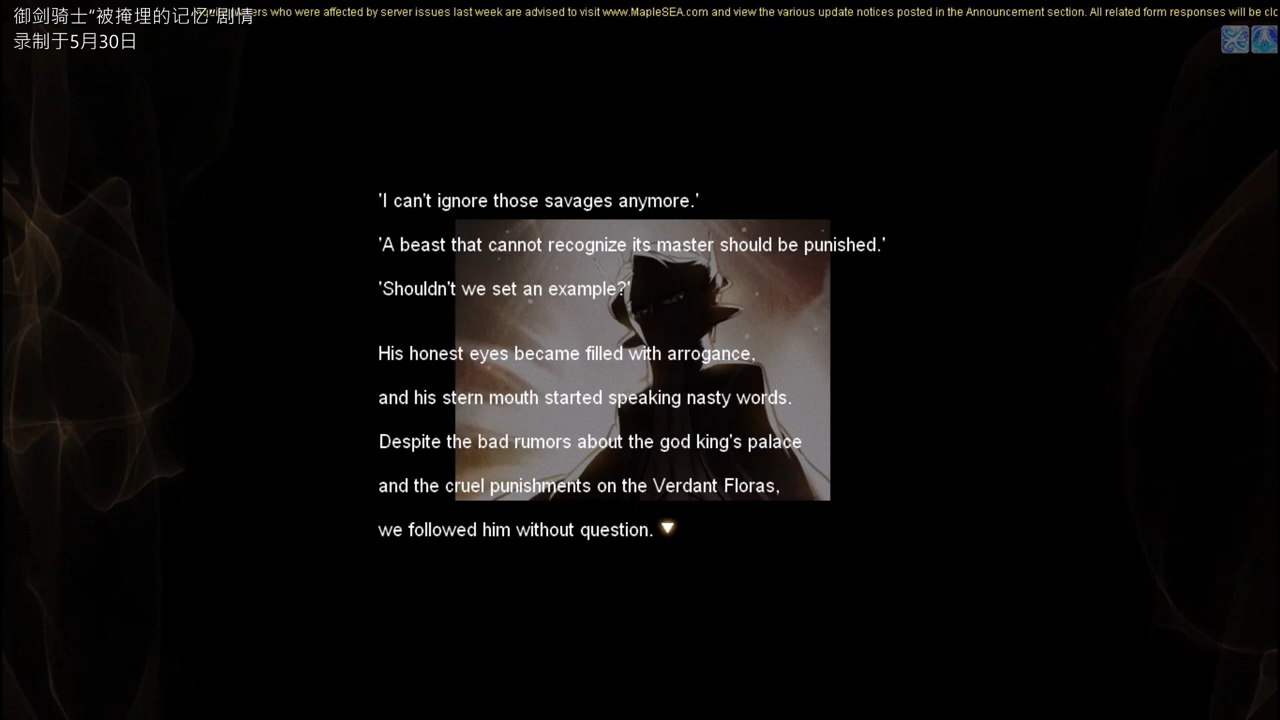 御剑骑士“被掩埋的记忆”剧情
录制于5月30日
who were affected by server issues last week are advised to visit www.MapleSEA.com and view the various update notices posted in the Announcement section. All related form responses will be clo
'I can't ignore those savages anymore.'
'A beast that cannot recognize its master should be punished.'
'Shouldn't we set an example?'
His honest eyes became filled with arrogance,
and his stern mouth started speaking nasty words.
Despite the bad rumors about the god king's palace
and the cruel punishments on the Verdant Floras,
we followed him without question.